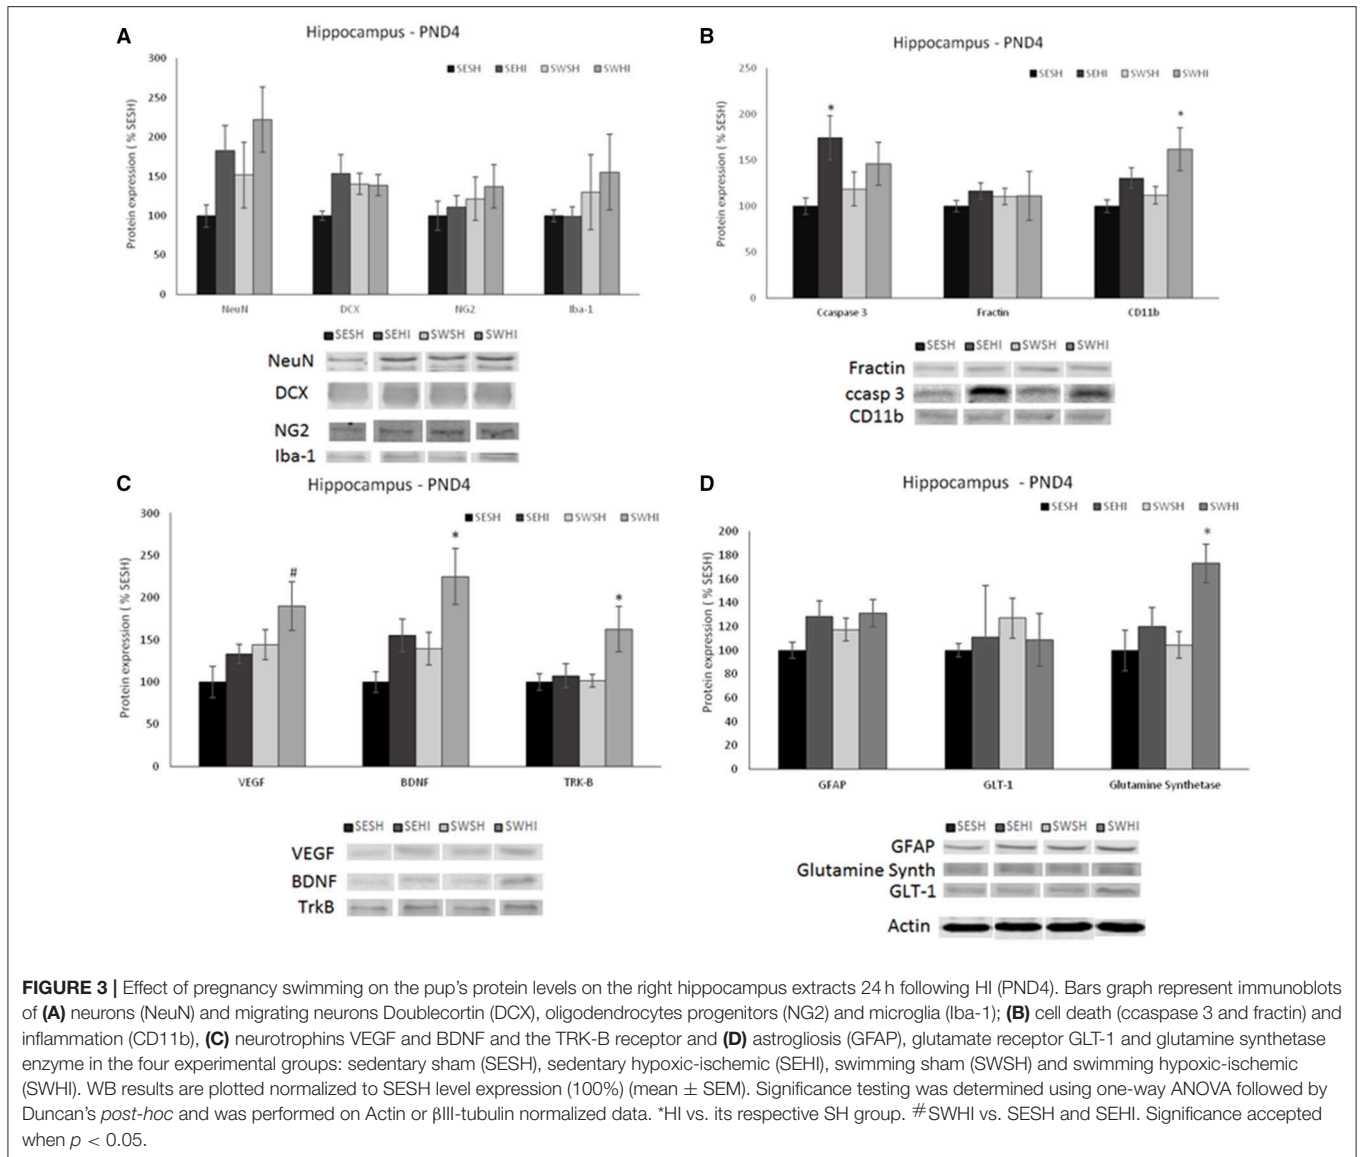 A
Hippocampus - PND4
Protein expression ( % SESH)
300
250
200
150
100
50
0
SESH SEHI SWSH SWHI
NeuN DCX NG2 Iba-1
SESH SEHI SWSH SWHI
NeuN
DCX
NG2
Iba-1
B
Hippocampus - PND4
Protein expression ( % SESH)
250
200
150
100
50
0
SESH SEHI SWSH SWHI
*
*
Ccaspase 3 Fractin CD11b
SESH SEHI SWSH SWHI
Fractin
ccasp 3
CD11b
C
Hippocampus - PND4
Protein expression ( % SESH)
300
250
200
150
100
50
0
SESH SEHI SWSH SWHI
#
*
*
VEGF BDNF TRK-B
SESH SEHI SWSH SWHI
VEGF
BDNF
TrkB
D
Hippocampus - PND4
Protein expression ( % SESH)
200
180
160
140
120
100
80
60
40
20
0
SESH SEHI SWSH SWHI
*
GFAP GLT-1 Glutamine Synthetase
SESH SEHI SWSH SWHI
GFAP
Glutamine Synth
GLT-1
Actin
FIGURE 3 | Effect of pregnancy swimming on the pup's protein levels on the right hippocampus extracts 24 h following HI (PND4). Bars graph represent immunoblots
of (A) neurons (NeuN) and migrating neurons Doublecortin (DCX), oligodendrocytes progenitors (NG2) and microglia (Iba-1); (B) cell death (ccaspase 3 and fractin) and
inflammation (CD11b), (C) neurotrophins VEGF and BDNF and the TRK-B receptor and (D) astrogliosis (GFAP), glutamate receptor GLT-1 and glutamine synthetase
enzyme in the four experimental groups: sedentary sham (SESH), sedentary hypoxic-ischemic (SEHI), swimming sham (SWSH) and swimming hypoxic-ischemic
(SWHI). WB results are plotted normalized to SESH level expression (100%) (mean ± SEM). Significance testing was determined using one-way ANOVA followed by
Duncan's post-hoc and was performed on Actin or βIII-tubulin normalized data. *HI vs. its respective SH group. #SWHI vs. SESH and SEHI. Significance accepted
when p < 0.05.